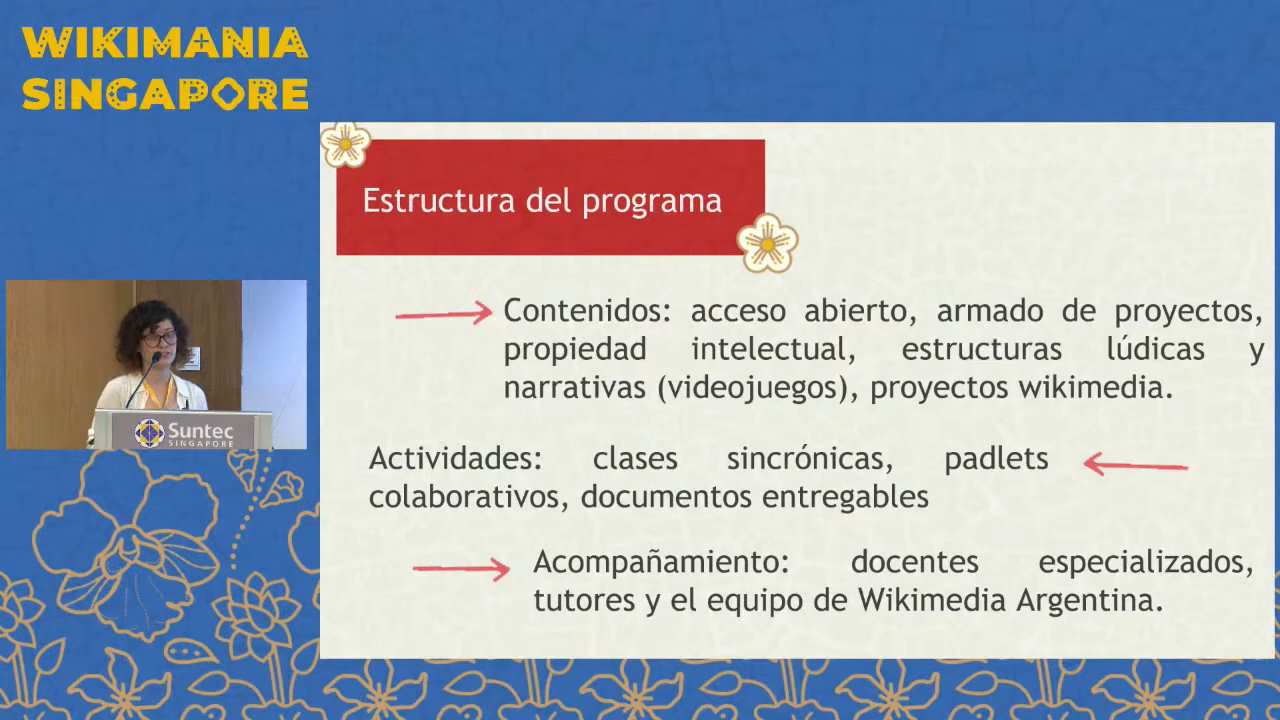 WIKIMANIA
SINGAPORE
Estructura del programa
Contenidos: acceso abierto, armado de proyectos,
propiedad intelectual, estructuras lúdicas y
narrativas (videojuegos), proyectos wikimedia.
Actividades: clases sincrónicas, padlets
colaborativos, documentos entregables
Acompañamiento: docentes especializados,
tutores y el equipo de Wikimedia Argentina.
Suntec
SINGAPORE